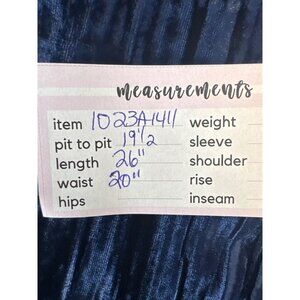 measurements
item 1023A1411 weight
pit to pit 19 1/2 sleeve
length 26" shoulder
waist 20" rise
hips inseam